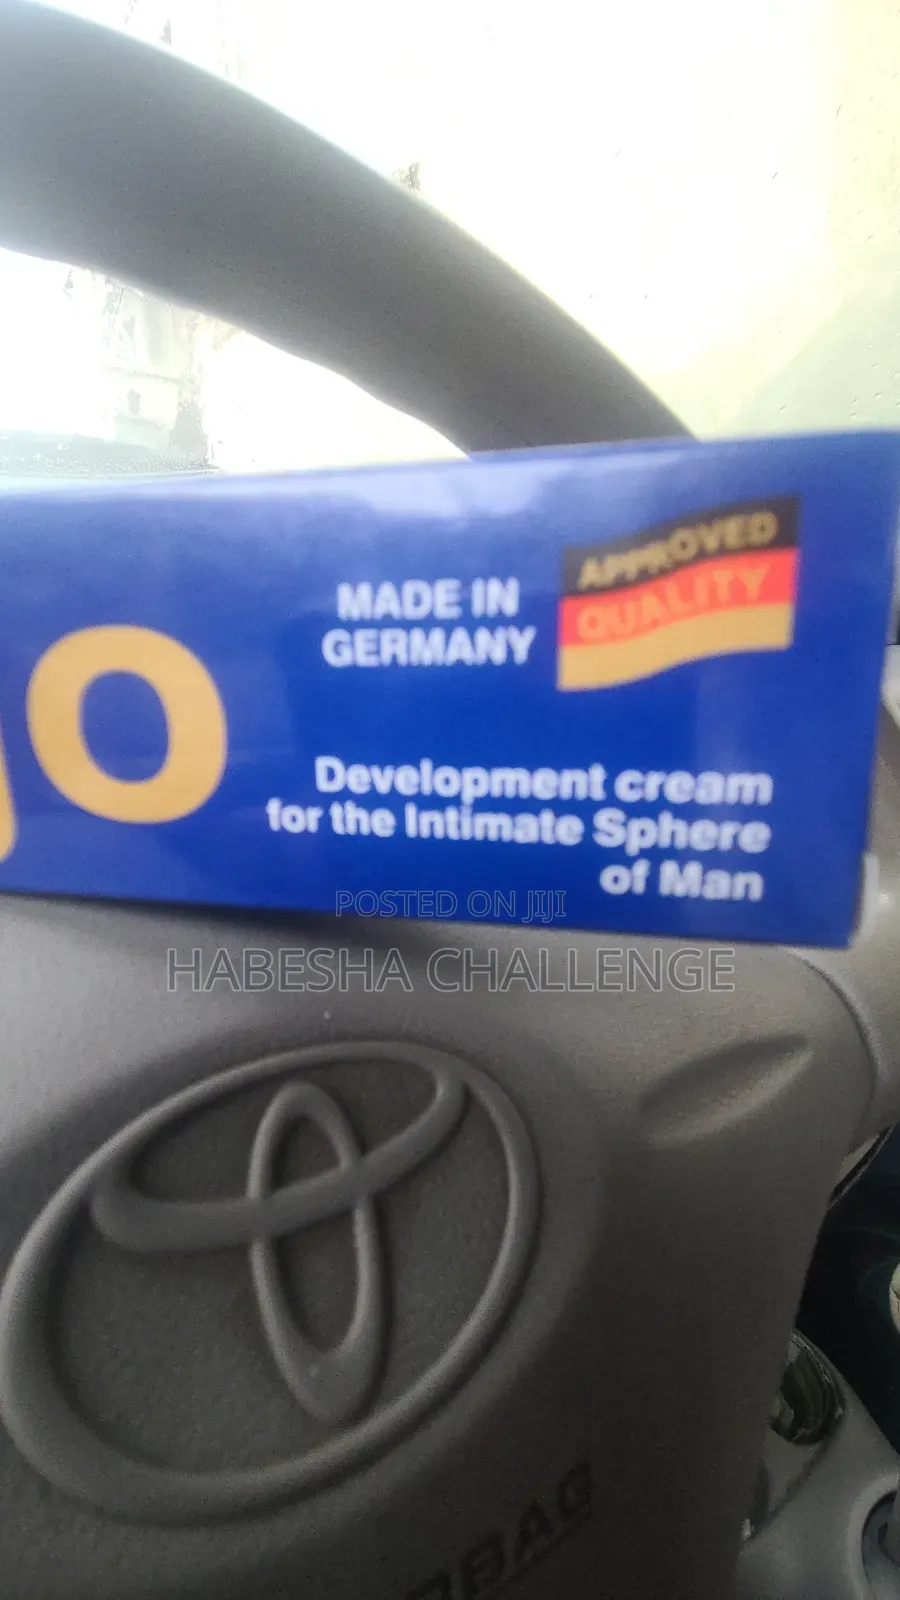 APPROVED
QUALITY
MADE IN
GERMANY
Development cream
for the Intimate Sphere
of Man
POSTED ON JIJI
HABESHA CHALLENGE